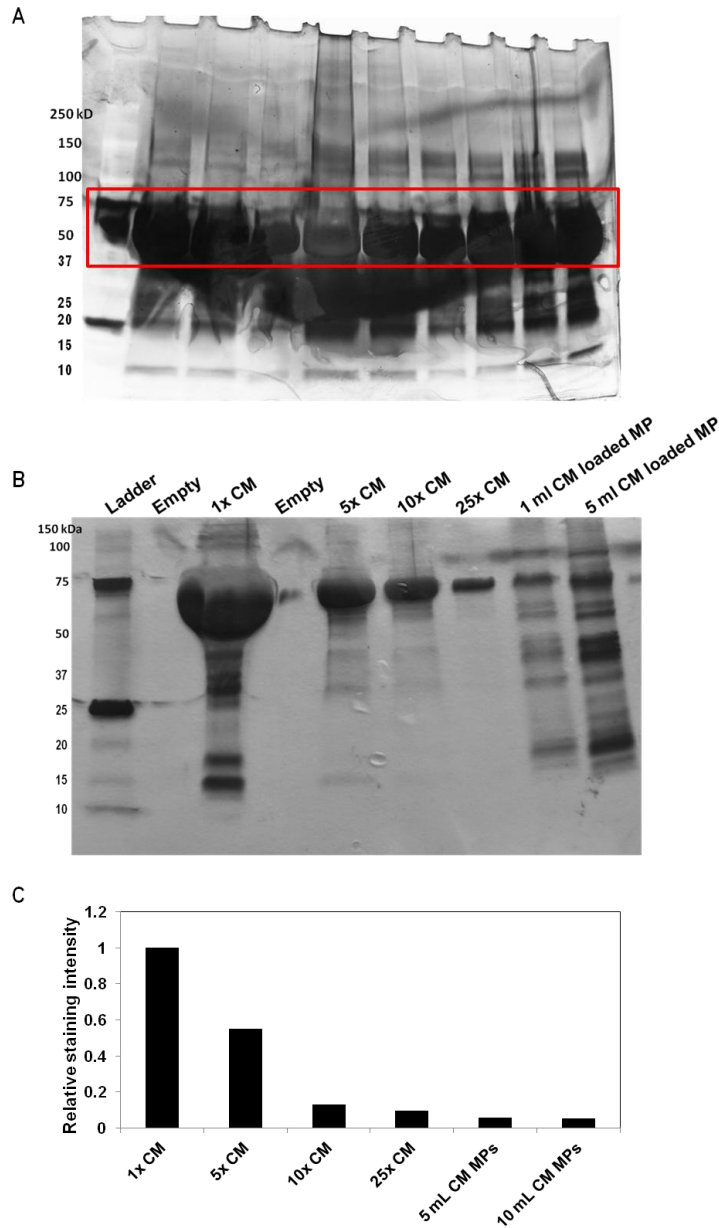 A
250 kD
150
100
75
50
37
25
20
15
10
B
Ladder
Empty
1x CM
Empty
5x CM
10x CM
25x CM
1 ml CM loaded MP
5 ml CM loaded MP
150 kDa
100
75
50
37
25
20
15
10
C
Relative staining intensity
1.2
1
0.8
0.6
0.4
0.2
0
1x CM
5x CM
10x CM
25x CM
5 mL CM MPs
10 mL CM MPs